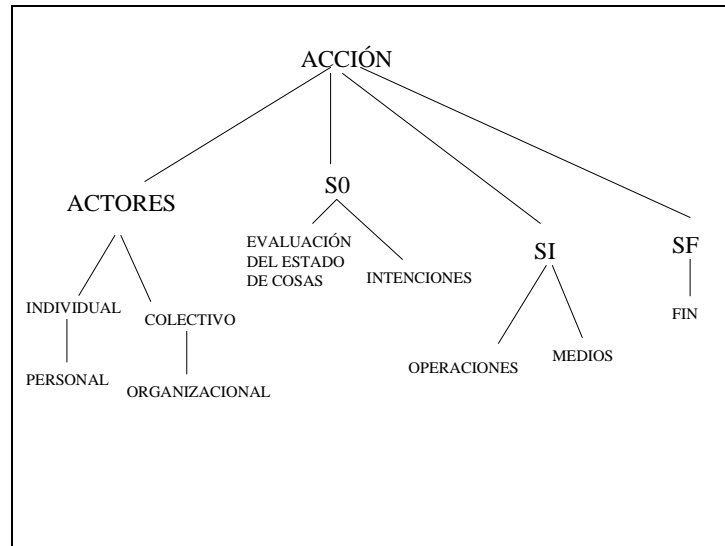 ACCIÓN
ACTORES
S0
SI
SF
EVALUACIÓN
DEL ESTADO
DE COSAS
INTENCIONES
INDIVIDUAL
COLECTIVO
FIN
OPERACIONES
MEDIOS
PERSONAL
ORGANIZACIONAL